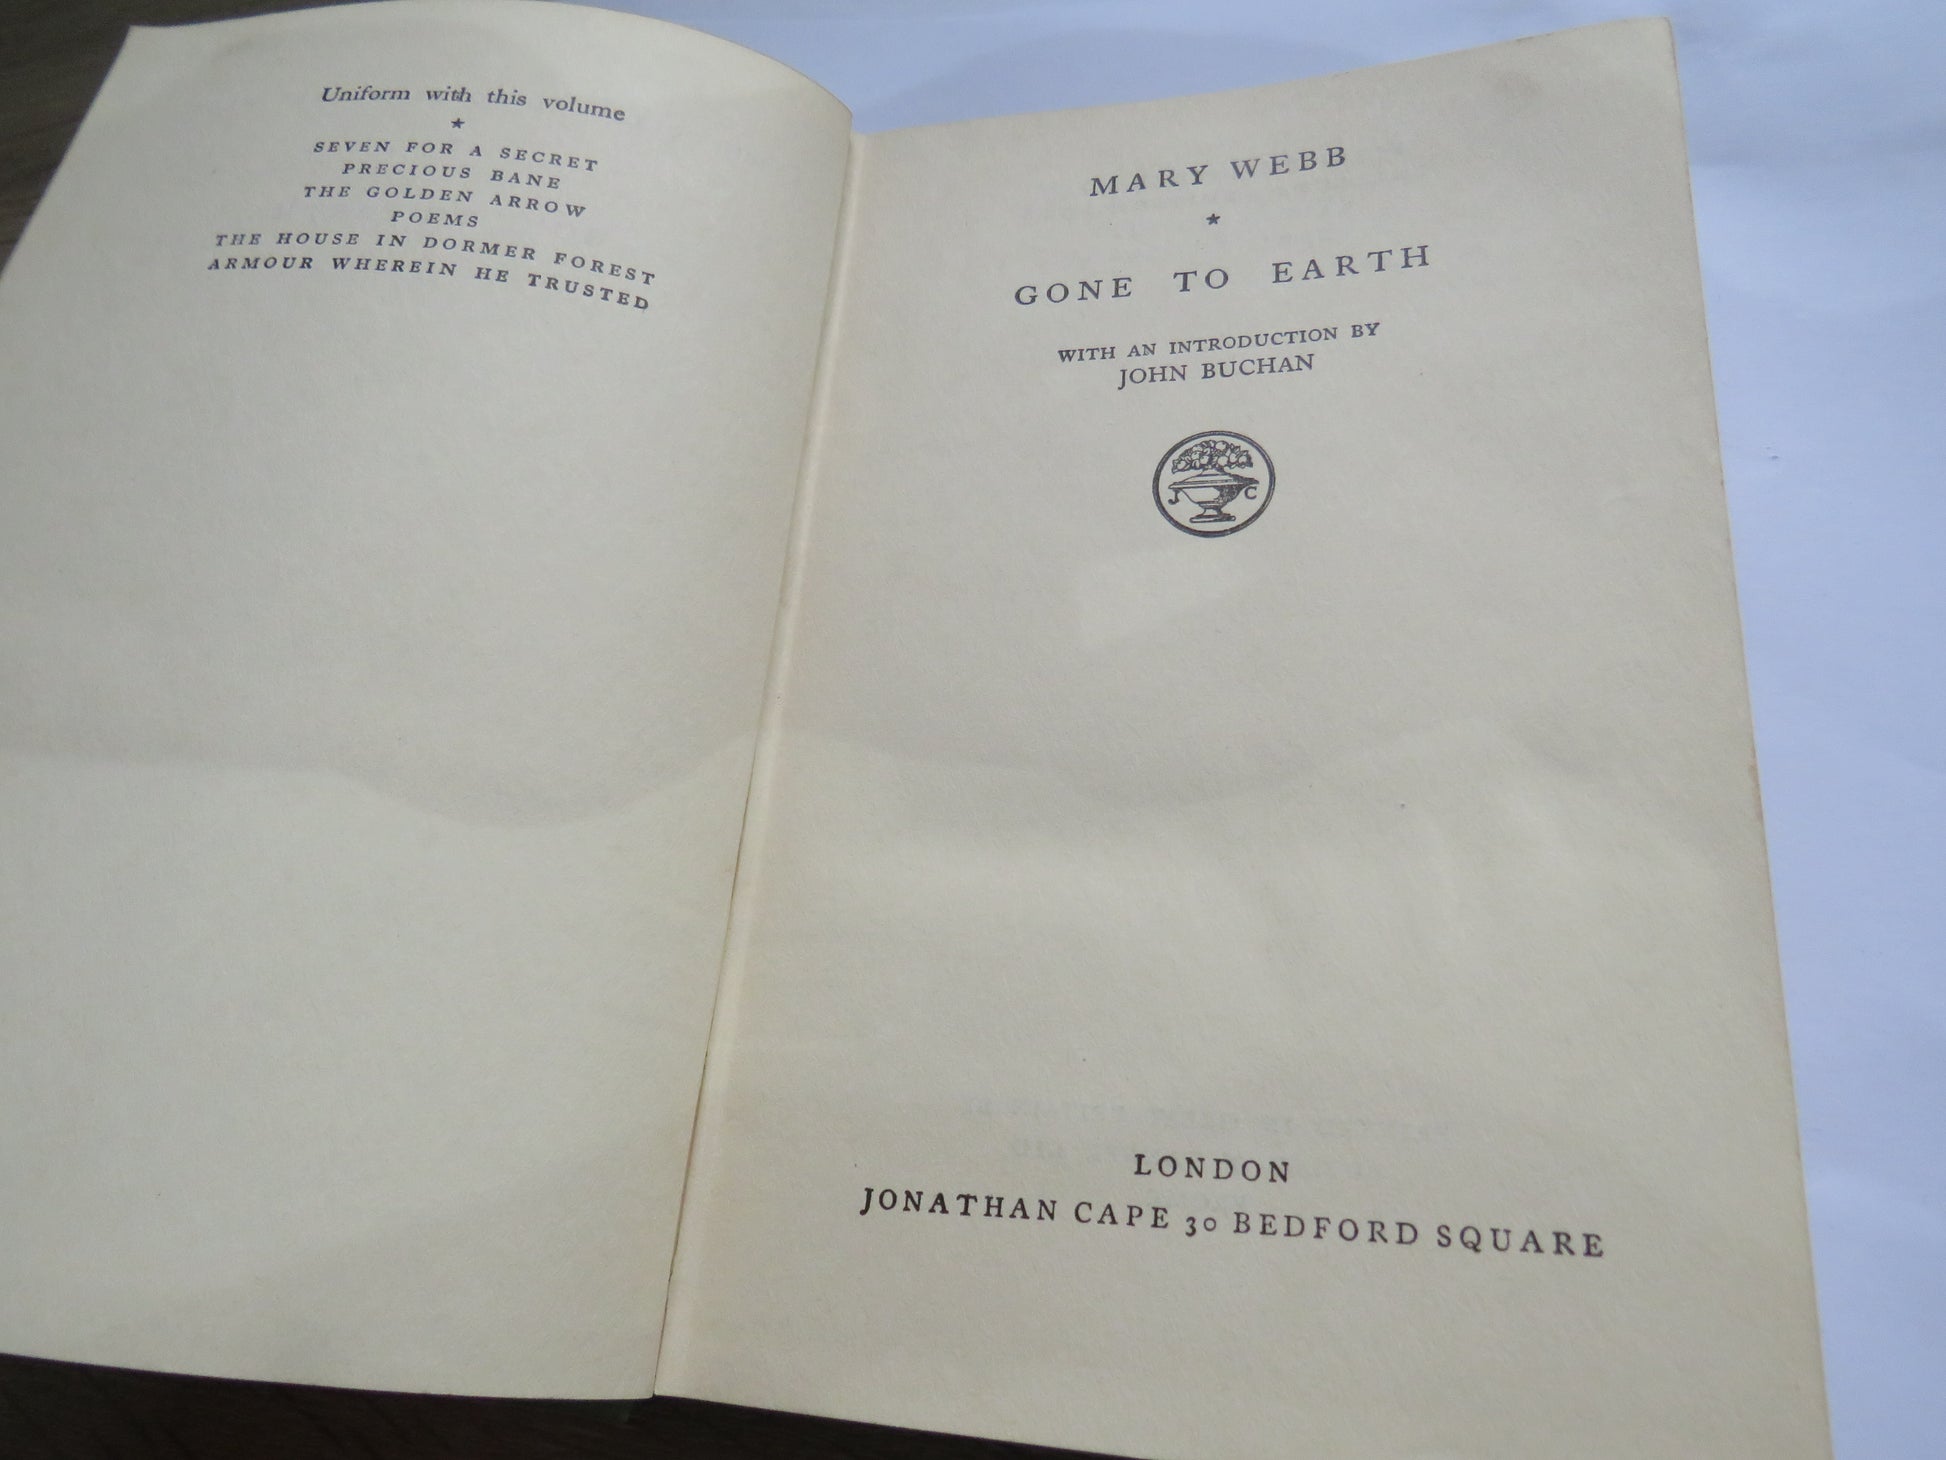 Uniform with this volume
★
SEVEN FOR A SECRET
PRECIOUS BANE
THE GOLDEN ARROW
POEMS
THE HOUSE IN DORMER FOREST
ARMOUR WHEREIN HE TRUSTED
MARY WEBB
★
GONE TO EARTH
WITH AN INTRODUCTION BY
JOHN BUCHAN
J C
LONDON
JONATHAN CAPE 30 BEDFORD SQUARE